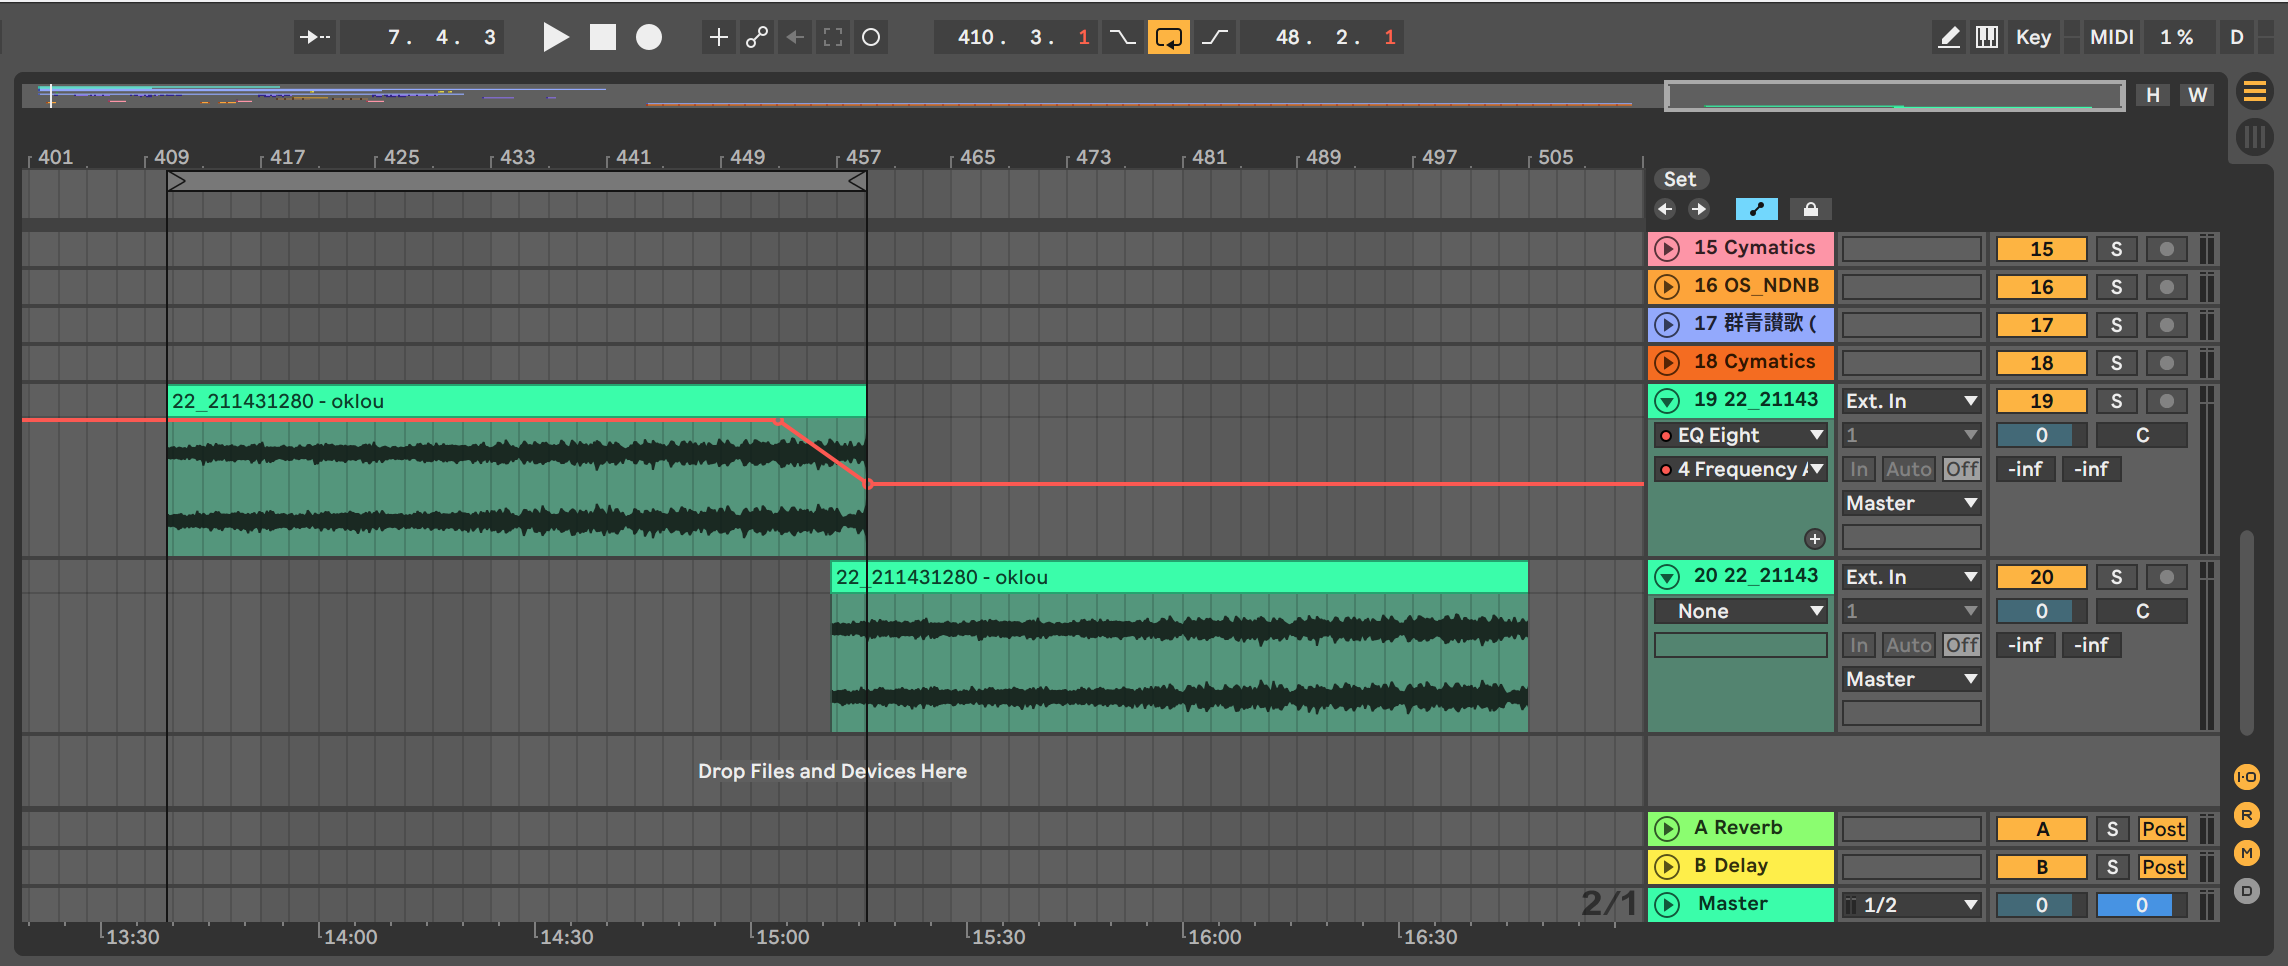 7. 4. 3
410. 3. 1
48. 2. 1
Key
MIDI
1 %
D
H
W
401 409 417 425 433 441 449 457 465 473 481 489 497 505
Set
15 Cymatics
15
S
16 OS_NDNB
16
S
17 群青讃歌 (
17
S
18 Cymatics
18
S
22_211431280 - oklou
19 22_21143
Ext. In
19
S
EQ Eight
1
0
C
4 Frequency A
In
Auto
Off
-inf
-inf
Master
22_211431280 - oklou
20 22_21143
Ext. In
20
S
None
1
0
C
In
Auto
Off
-inf
-inf
Master
Drop Files and Devices Here
I·O
R
M
D
A Reverb
A
S
Post
B Delay
B
S
Post
2/1
Master
1/2
0
0
13:30 14:00 14:30 15:00 15:30 16:00 16:30